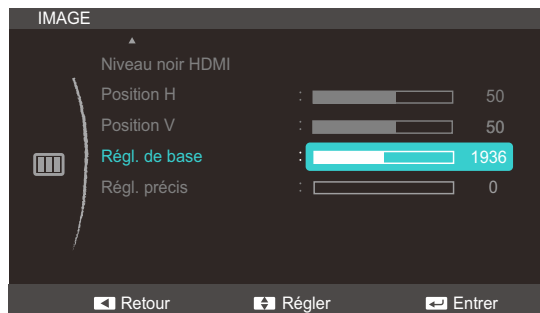 IMAGE
Niveau noir HDMI
Position H : 50
Position V : 50
Régl. de base : 1936
Régl. précis : 0
Retour Régler Entrer